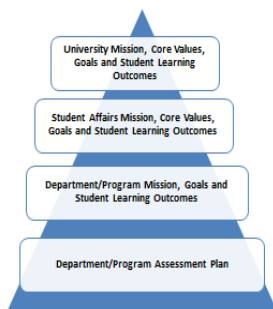 University Mission, Core Values,
Goals and Student Learning
Outcomes
Student Affairs Mission, Core Values,
Goals and Student Learning Outcomes
Department/Program Mission, Goals and
Student Learning Outcomes
Department/Program Assessment Plan